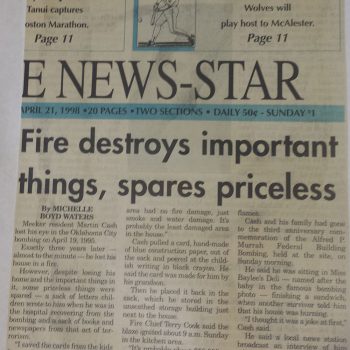 Tanui captures
Boston Marathon.
Page 11
Wolves will
play host to McAlester.
Page 11
E NEWS-STAR
APRIL 21, 1998 • 20 PAGES • TWO SECTIONS • DAILY 50¢ - SUNDAY $1
Fire destroys important
things, spares priceless
By MICHELLE
BOYD WATERS
Meeker resident Martin Cash
lost his eye in the Oklahoma City
bombing on April 19, 1995.
Exactly three years later —
almost to the minute — he lost his
home in a fire.
However, despite losing his
home and the important things in
it, some priceless things were
spared — a sack of letters children
wrote to him when he was in
the hospital recovering from the
bombing and a sack of books and
newspapers from that act of terrorism.
"I saved the cards from the kids
area had no fire damage, just
smoke and water damage. It's
probably the least damaged area
in the house."
Cash pulled a card, hand-made
of blue construction paper, out of
the sack and peered at the childish
writing in black crayon. He
said the card was made for him by
his grandson.
Then he placed it back in the
sack, which he stored in the
unscathed storage building just
next to the house.
Fire Chief Terry Cook said the
blaze ignited about 9 a.m. Sunday
in the kitchen area.
flames.
Cash and his family had gone
to the third anniversary commemoration
of the Alfred P.
Murrah Federal Building
bombing, held at the site, on
Sunday morning.
He said he was sitting in Miss
Baylee's Deli — named after the
baby in the famous bombing
photo — finishing a sandwich,
when another survivor told him
that his house was burning.
"I thought it was a joke at first,"
Cash said.
He said a local news station
broadcast an interview of him